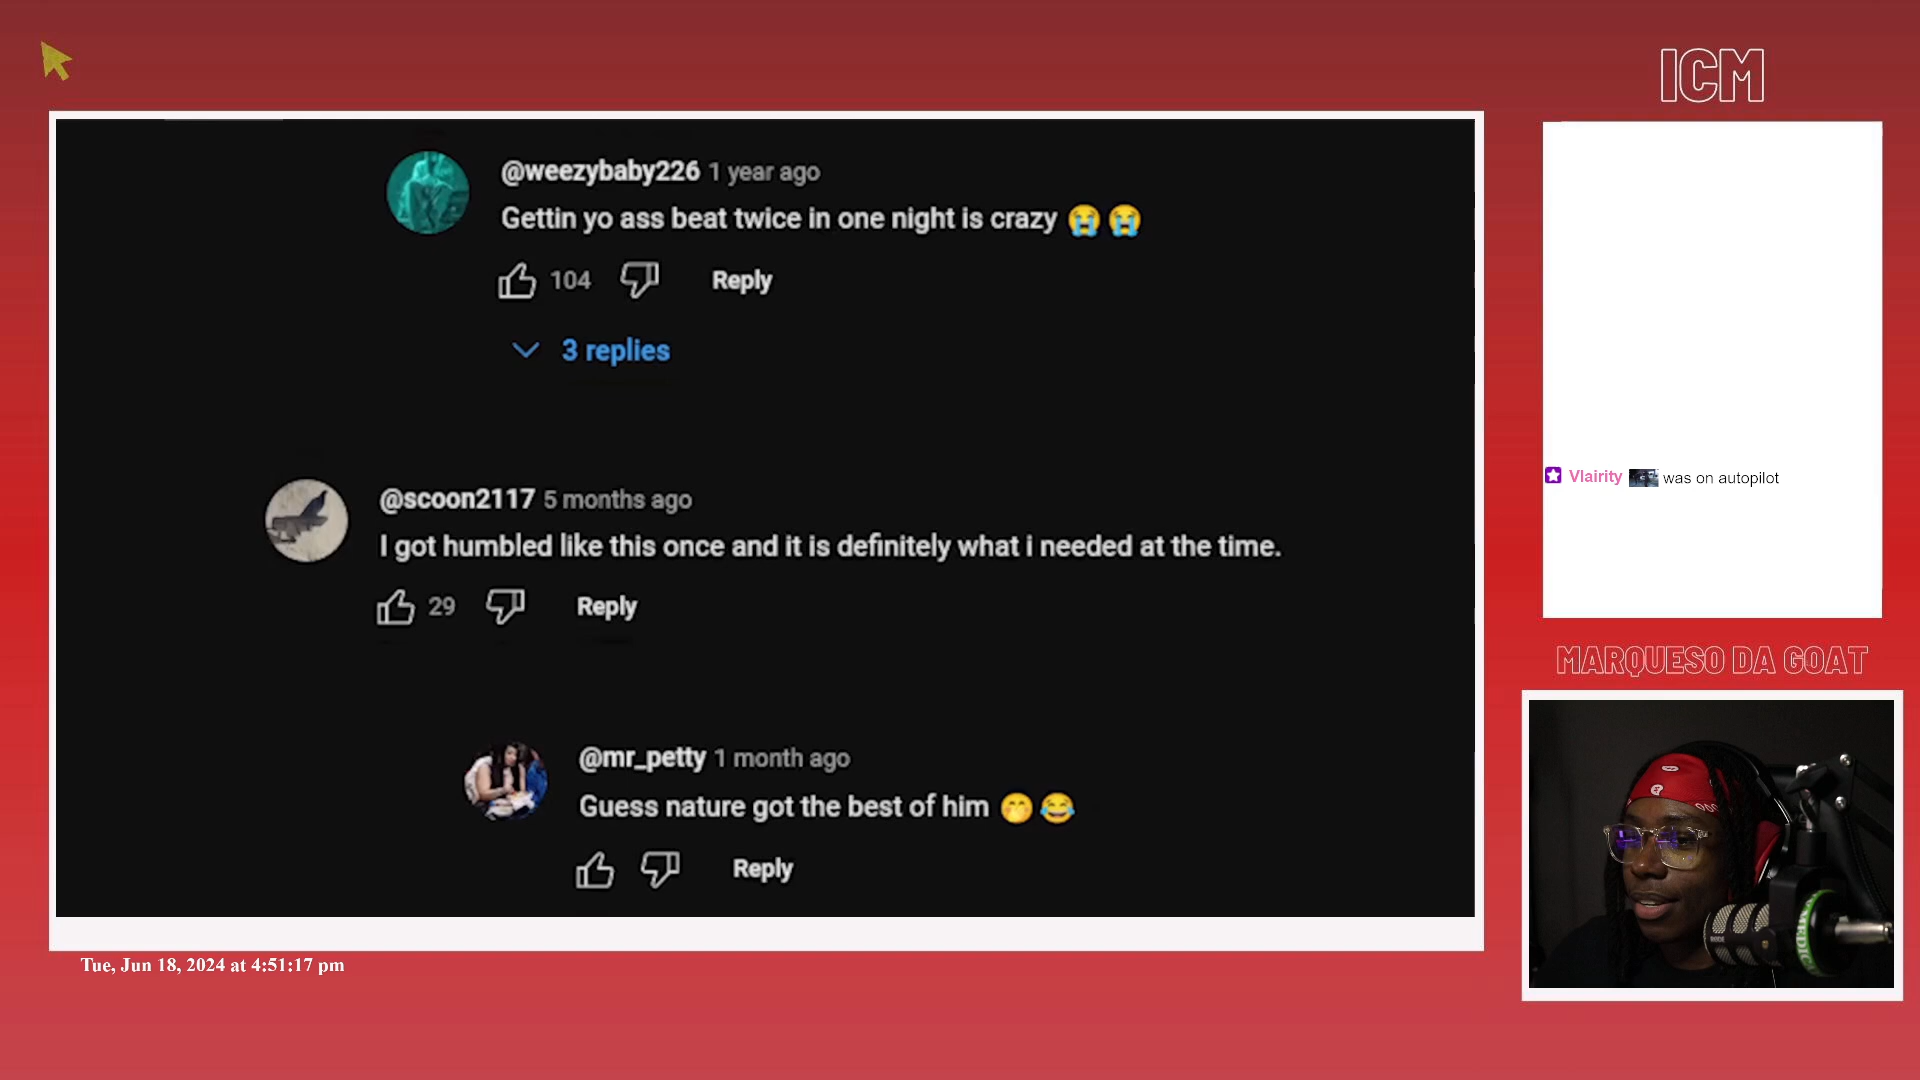 ICM
@weezybaby226 1 year ago
Gettin yo ass beat twice in one night is crazy 😭 😭
104 Reply
3 replies
@scoon2117 5 months ago
I got humbled like this once and it is definitely what i needed at the time.
29 Reply
@mr_petty 1 month ago
Guess nature got the best of him 🤭 😂
Reply
Vlairity was on autopilot
MARQUESO DA GOAT
Tue, Jun 18, 2024 at 4:51:17 pm